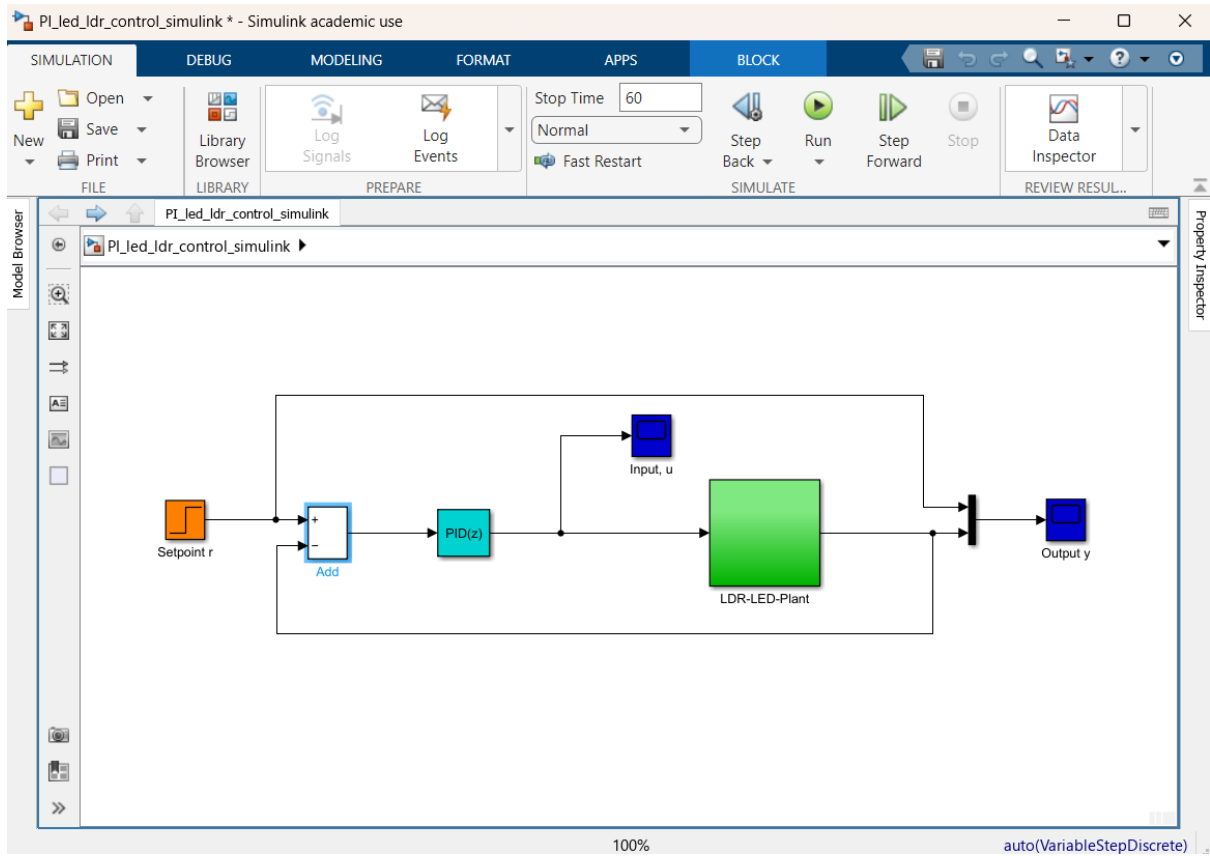 PI_led_ldr_control_simulink * - Simulink academic use
SIMULATION DEBUG MODELING FORMAT APPS BLOCK
New
Open
Save
Print
FILE
Library
Browser
LIBRARY
Log
Signals
Log
Events
PREPARE
Stop Time 60
Normal
Fast Restart
Step
Back
Run
Step
Forward
Stop
SIMULATE
Data
Inspector
REVIEW RESUL...
Model Browser
PI_led_ldr_control_simulink
PI_led_ldr_control_simulink
Property Inspector
Input, u
Setpoint r
+
−
Add
PID(z)
LDR-LED-Plant
Output y
100%
auto(VariableStepDiscrete)